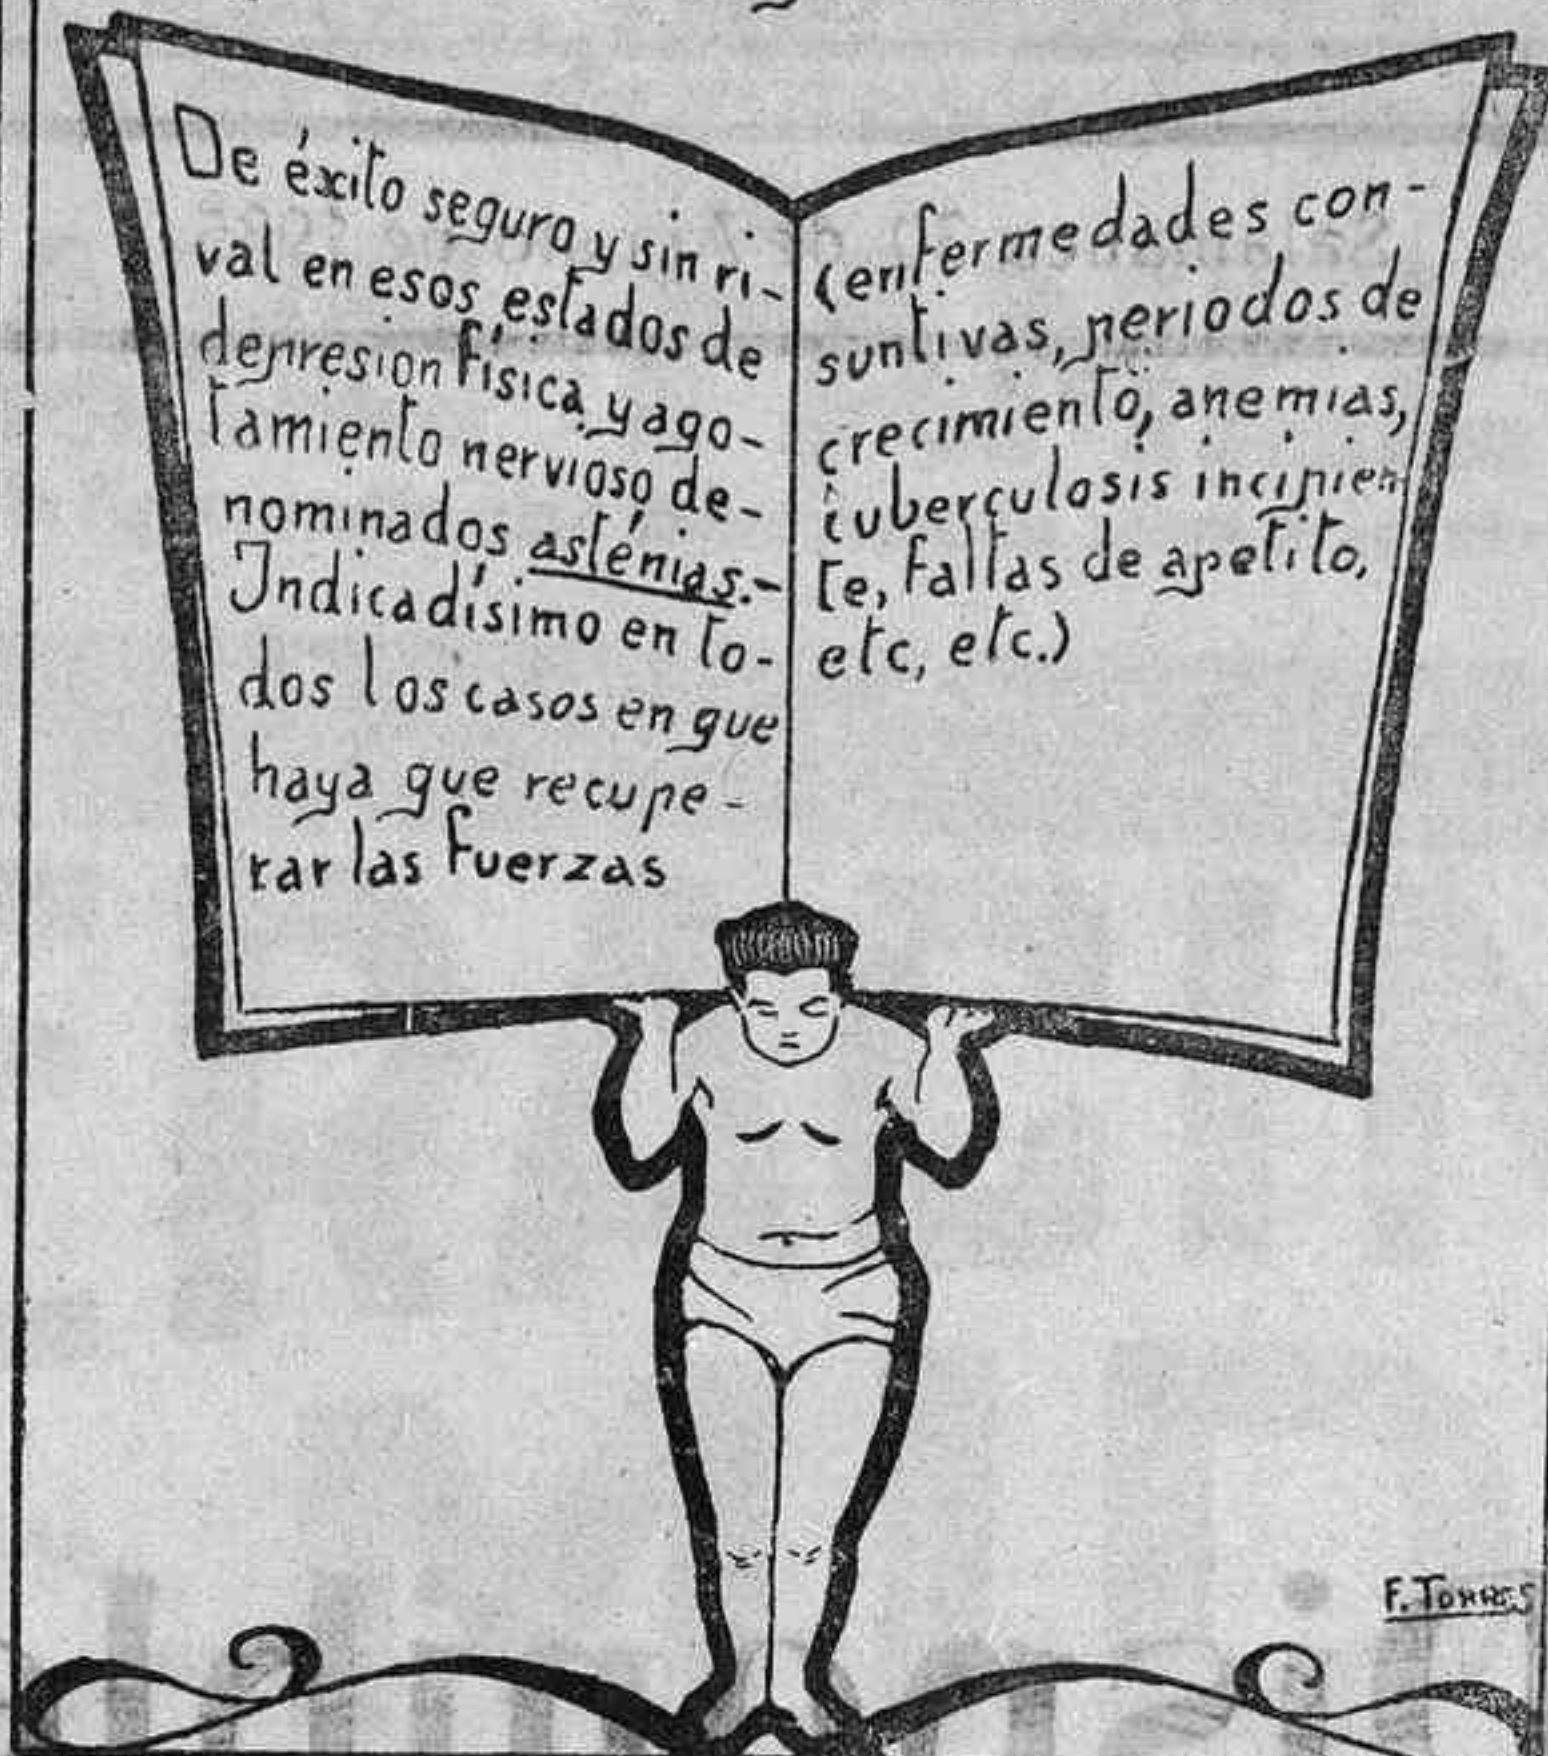 De éxito seguro y sin ri-
val en esos estados de
depresion física, y ago-
tamiento nervioso de-
nominados asténias.-
Indicadísimo en to-
dos los casos en que
haya que recupe-
rar las fuerzas
(enfermedades con-
suntivas, periodos de
crecimiento, anemias,
tuberculosis incipien-
te, faltas de apetito,
etc, etc.)
F. TORRES